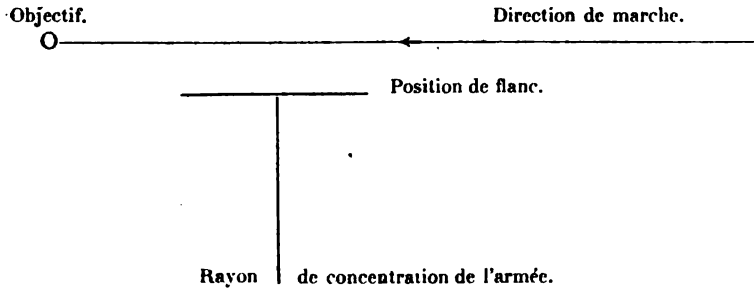 Objectif.
Direction de marche.
O
Position de flanc.
Rayon de concentration de l'armée.